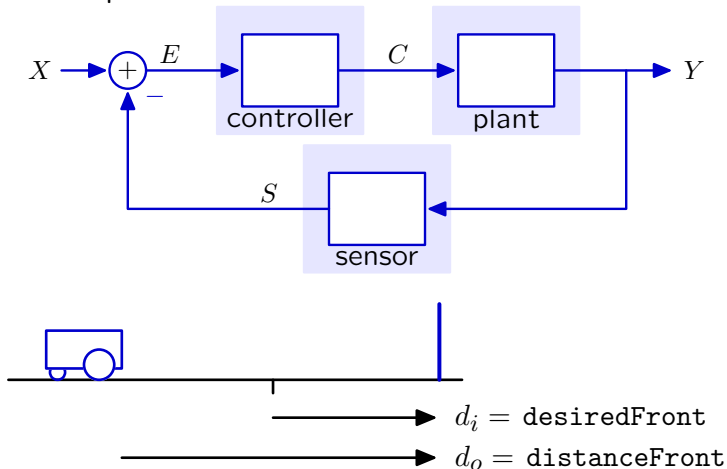 X + E C Y
−
controller plant
S
sensor
d_i = desiredFront
d_o = distanceFront